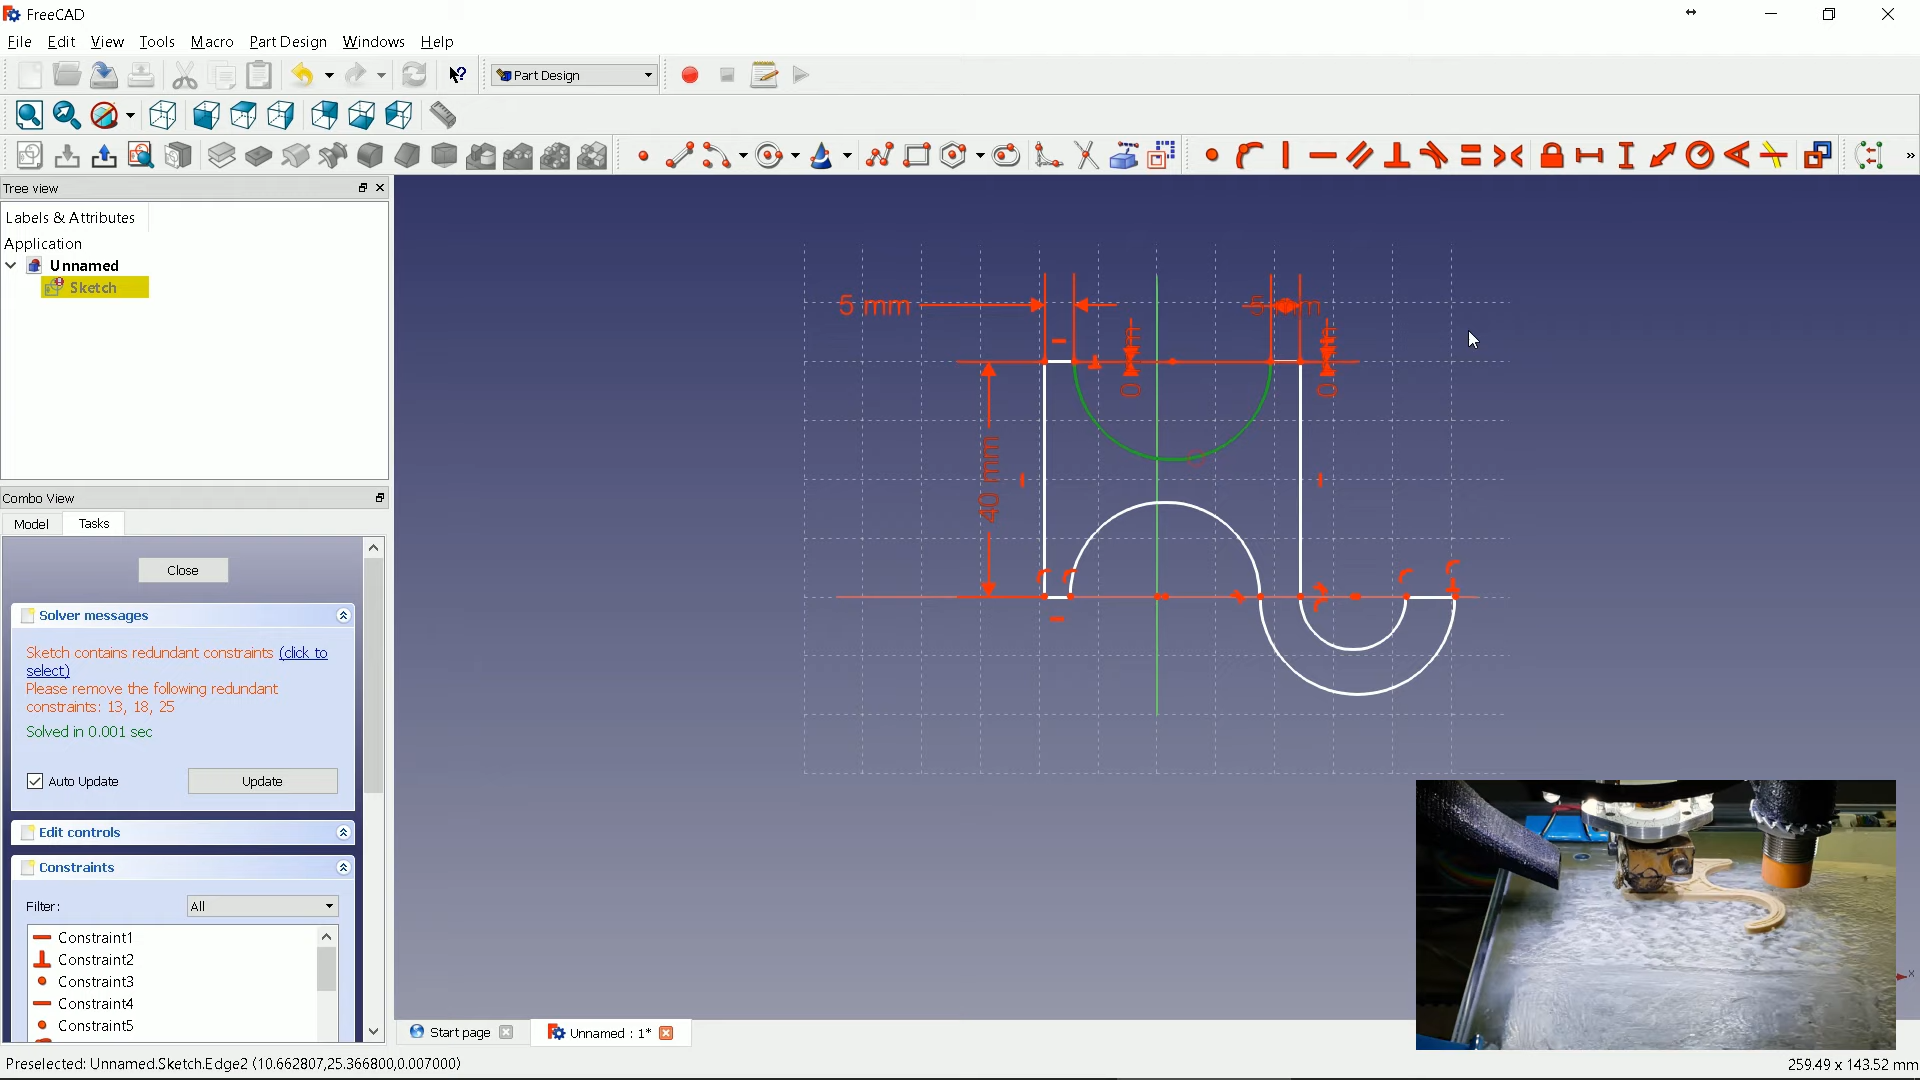 FreeCAD
File Edit View Tools Macro Part Design Windows Help
Part Design
»
Tree view
Labels & Attributes
Application
Unnamed
Sketch
Combo View
Model Tasks
Close
Solver messages
Sketch contains redundant constraints (click to
select)
Please remove the following redundant
constraints: 13, 18, 25
Solved in 0.001 sec
Auto Update Update
Edit controls
Constraints
Filter: All
Constraint1
Constraint2
Constraint3
Constraint4
Constraint5
5 mm
40 mm
x
Start page Unnamed : 1*
Preselected: Unnamed.Sketch.Edge2 (10.662807,25.366800,0.007000) 259.49 x 143.52 mm